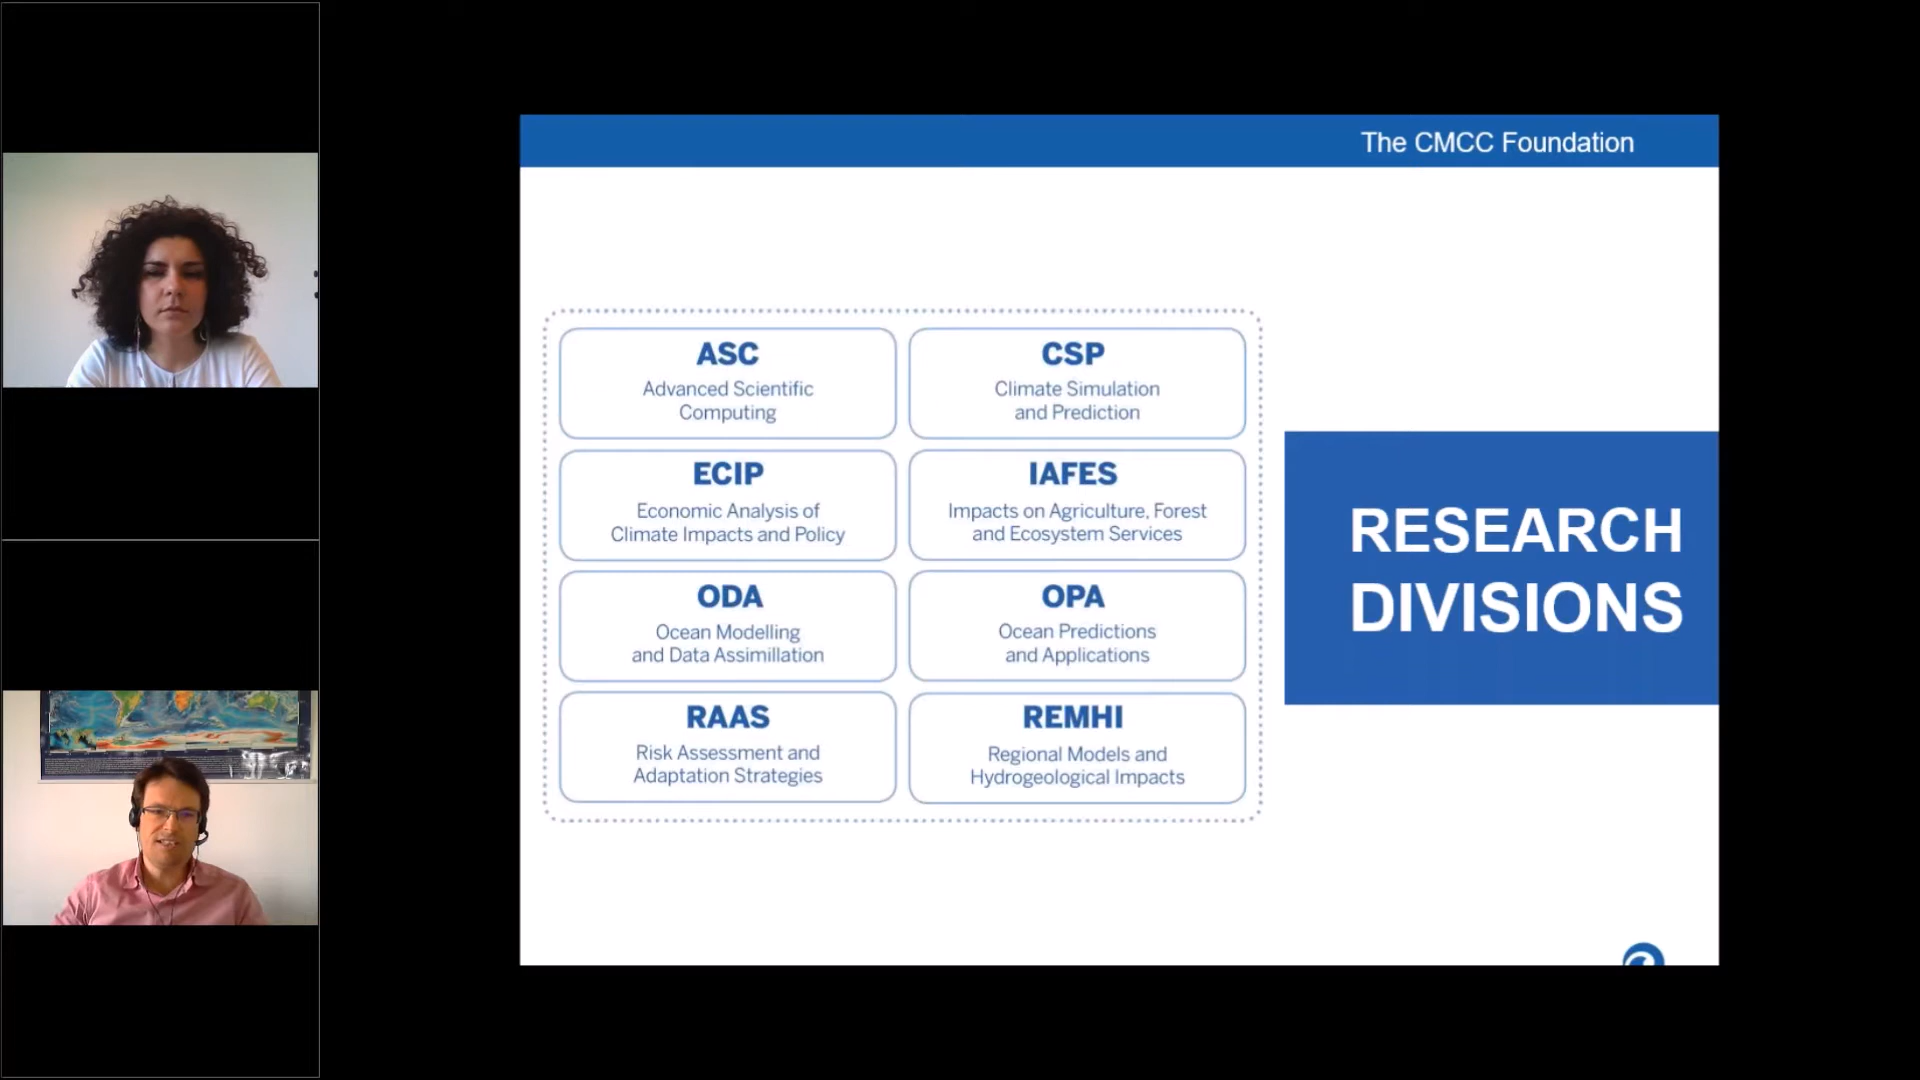 The CMCC Foundation
ASC
Advanced Scientific
Computing
CSP
Climate Simulation
and Prediction
ECIP
Economic Analysis of
Climate Impacts and Policy
IAFES
Impacts on Agriculture, Forest
and Ecosystem Services
ODA
Ocean Modelling
and Data Assimillation
OPA
Ocean Predictions
and Applications
RAAS
Risk Assessment and
Adaptation Strategies
REMHI
Regional Models and
Hydrogeological Impacts
RESEARCH
DIVISIONS